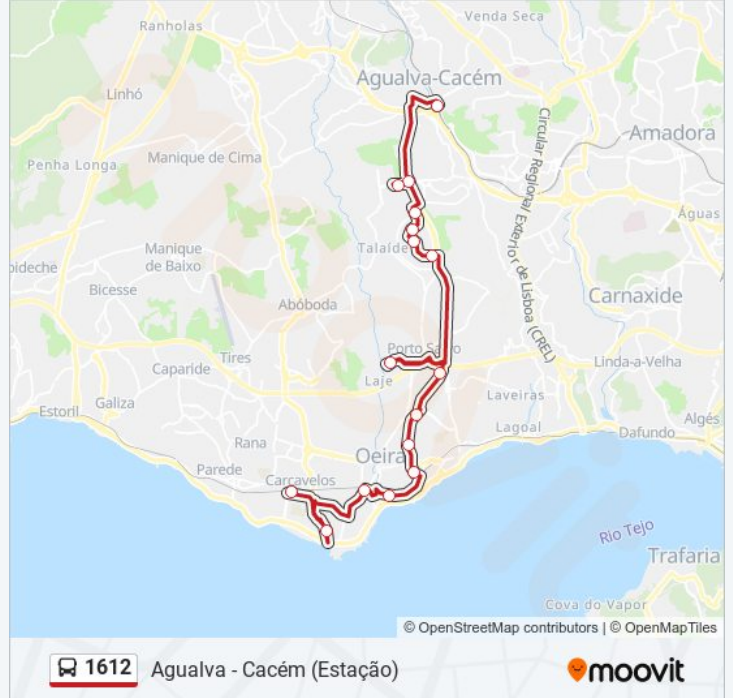 Venda Seca
Ranholas
Agualva-Cacém
Linhó
Amadora
Manique de Cima
Penha Longa
Circular Regional Exterior de Lisboa (CREL)
Águas
Talaíde
Manique
de Baixo
oideche
Bicesse
Carnaxide
Abóboda
Porto Salvo
Tires
Linda-a-Velha
Caparide
Laje
Laveiras
Galiza
Estoril
Algés
Lagoal
Dafundo
Rana
Oeira
Parede
Carcavelos
Rio Tejo
Trafaria
Cova do Vapor
© OpenStreetMap contributors | © OpenMapTiles
1612 Agualva - Cacém (Estação) moovit